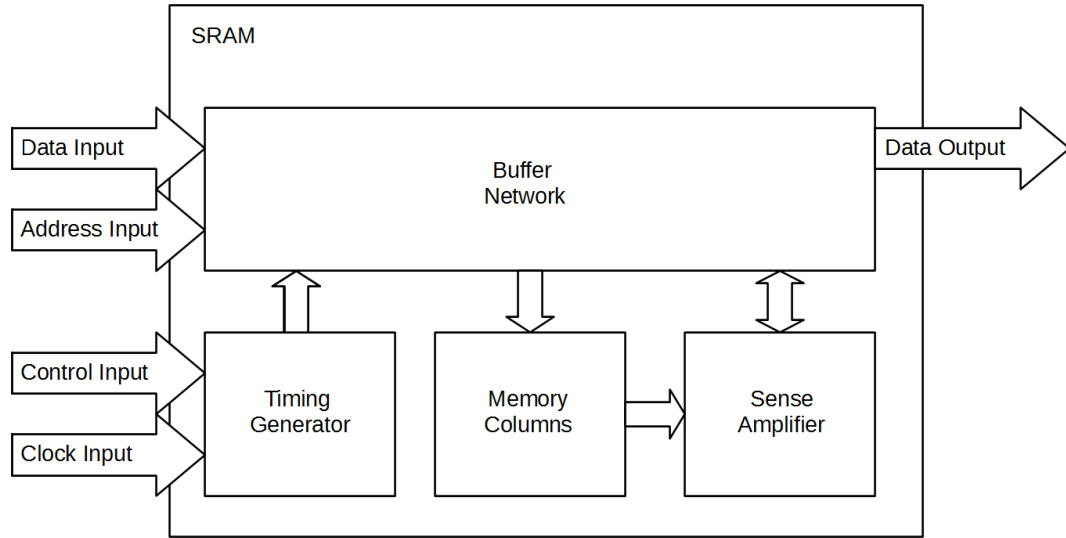 SRAM
Data Input
Buffer
Network
Data Output
Address Input
Control Input
Timing
Generator
Memory
Columns
Sense
Amplifier
Clock Input